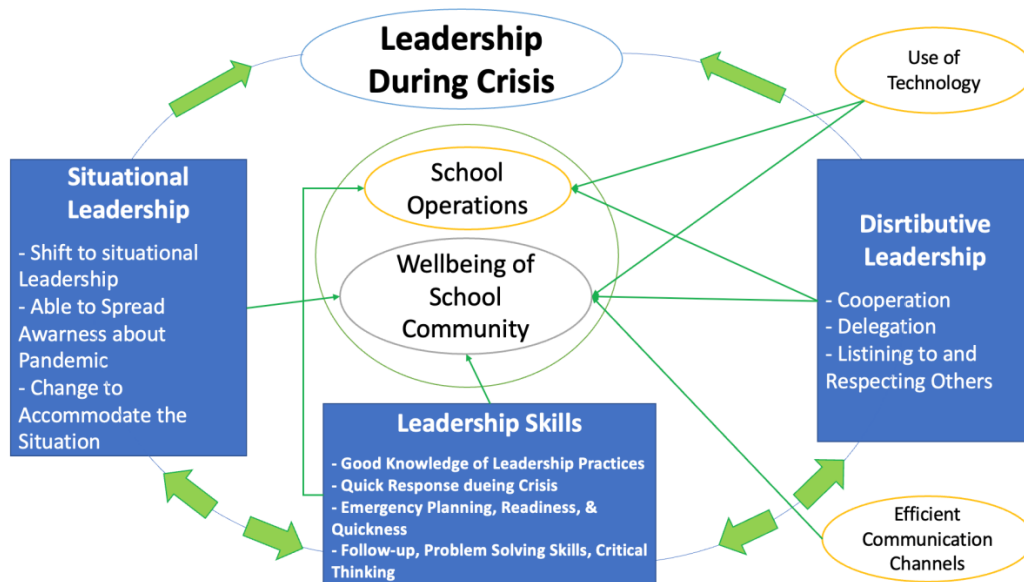 Leadership
During Crisis
Use of
Technology
Situational
Leadership
- Shift to situational
Leadership
- Able to Spread
Awarness about
Pandemic
- Change to
Accommodate the
Situation
School
Operations
Wellbeing of
School
Community
Disrtibutive
Leadership
- Cooperation
- Delegation
- Listining to and
Respecting Others
Leadership Skills
- Good Knowledge of Leadership Practices
- Quick Response dueing Crisis
- Emergency Planning, Readiness, &
Quickness
- Follow-up, Problem Solving Skills, Critical
Thinking
Efficient
Communication
Channels